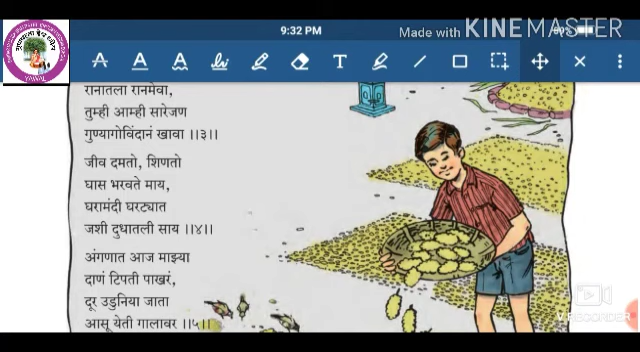 9:32 PM
Made with KINEMASTER
रानातला रानमेवा,
तुम्ही आम्ही सारेजण
गुण्यागोविंदानं खावा ।।३।।
जीव दमतो, शिणतो
घास भरवते माय,
घरामंदी घरट्यात
जशी दुधातली साय ।।४।।
अंगणात आज माझ्या
दाणं टिपती पाखरं,
दूर उडुनिया जाता
आसू येती गालावर ।।५।।
V RECORDER